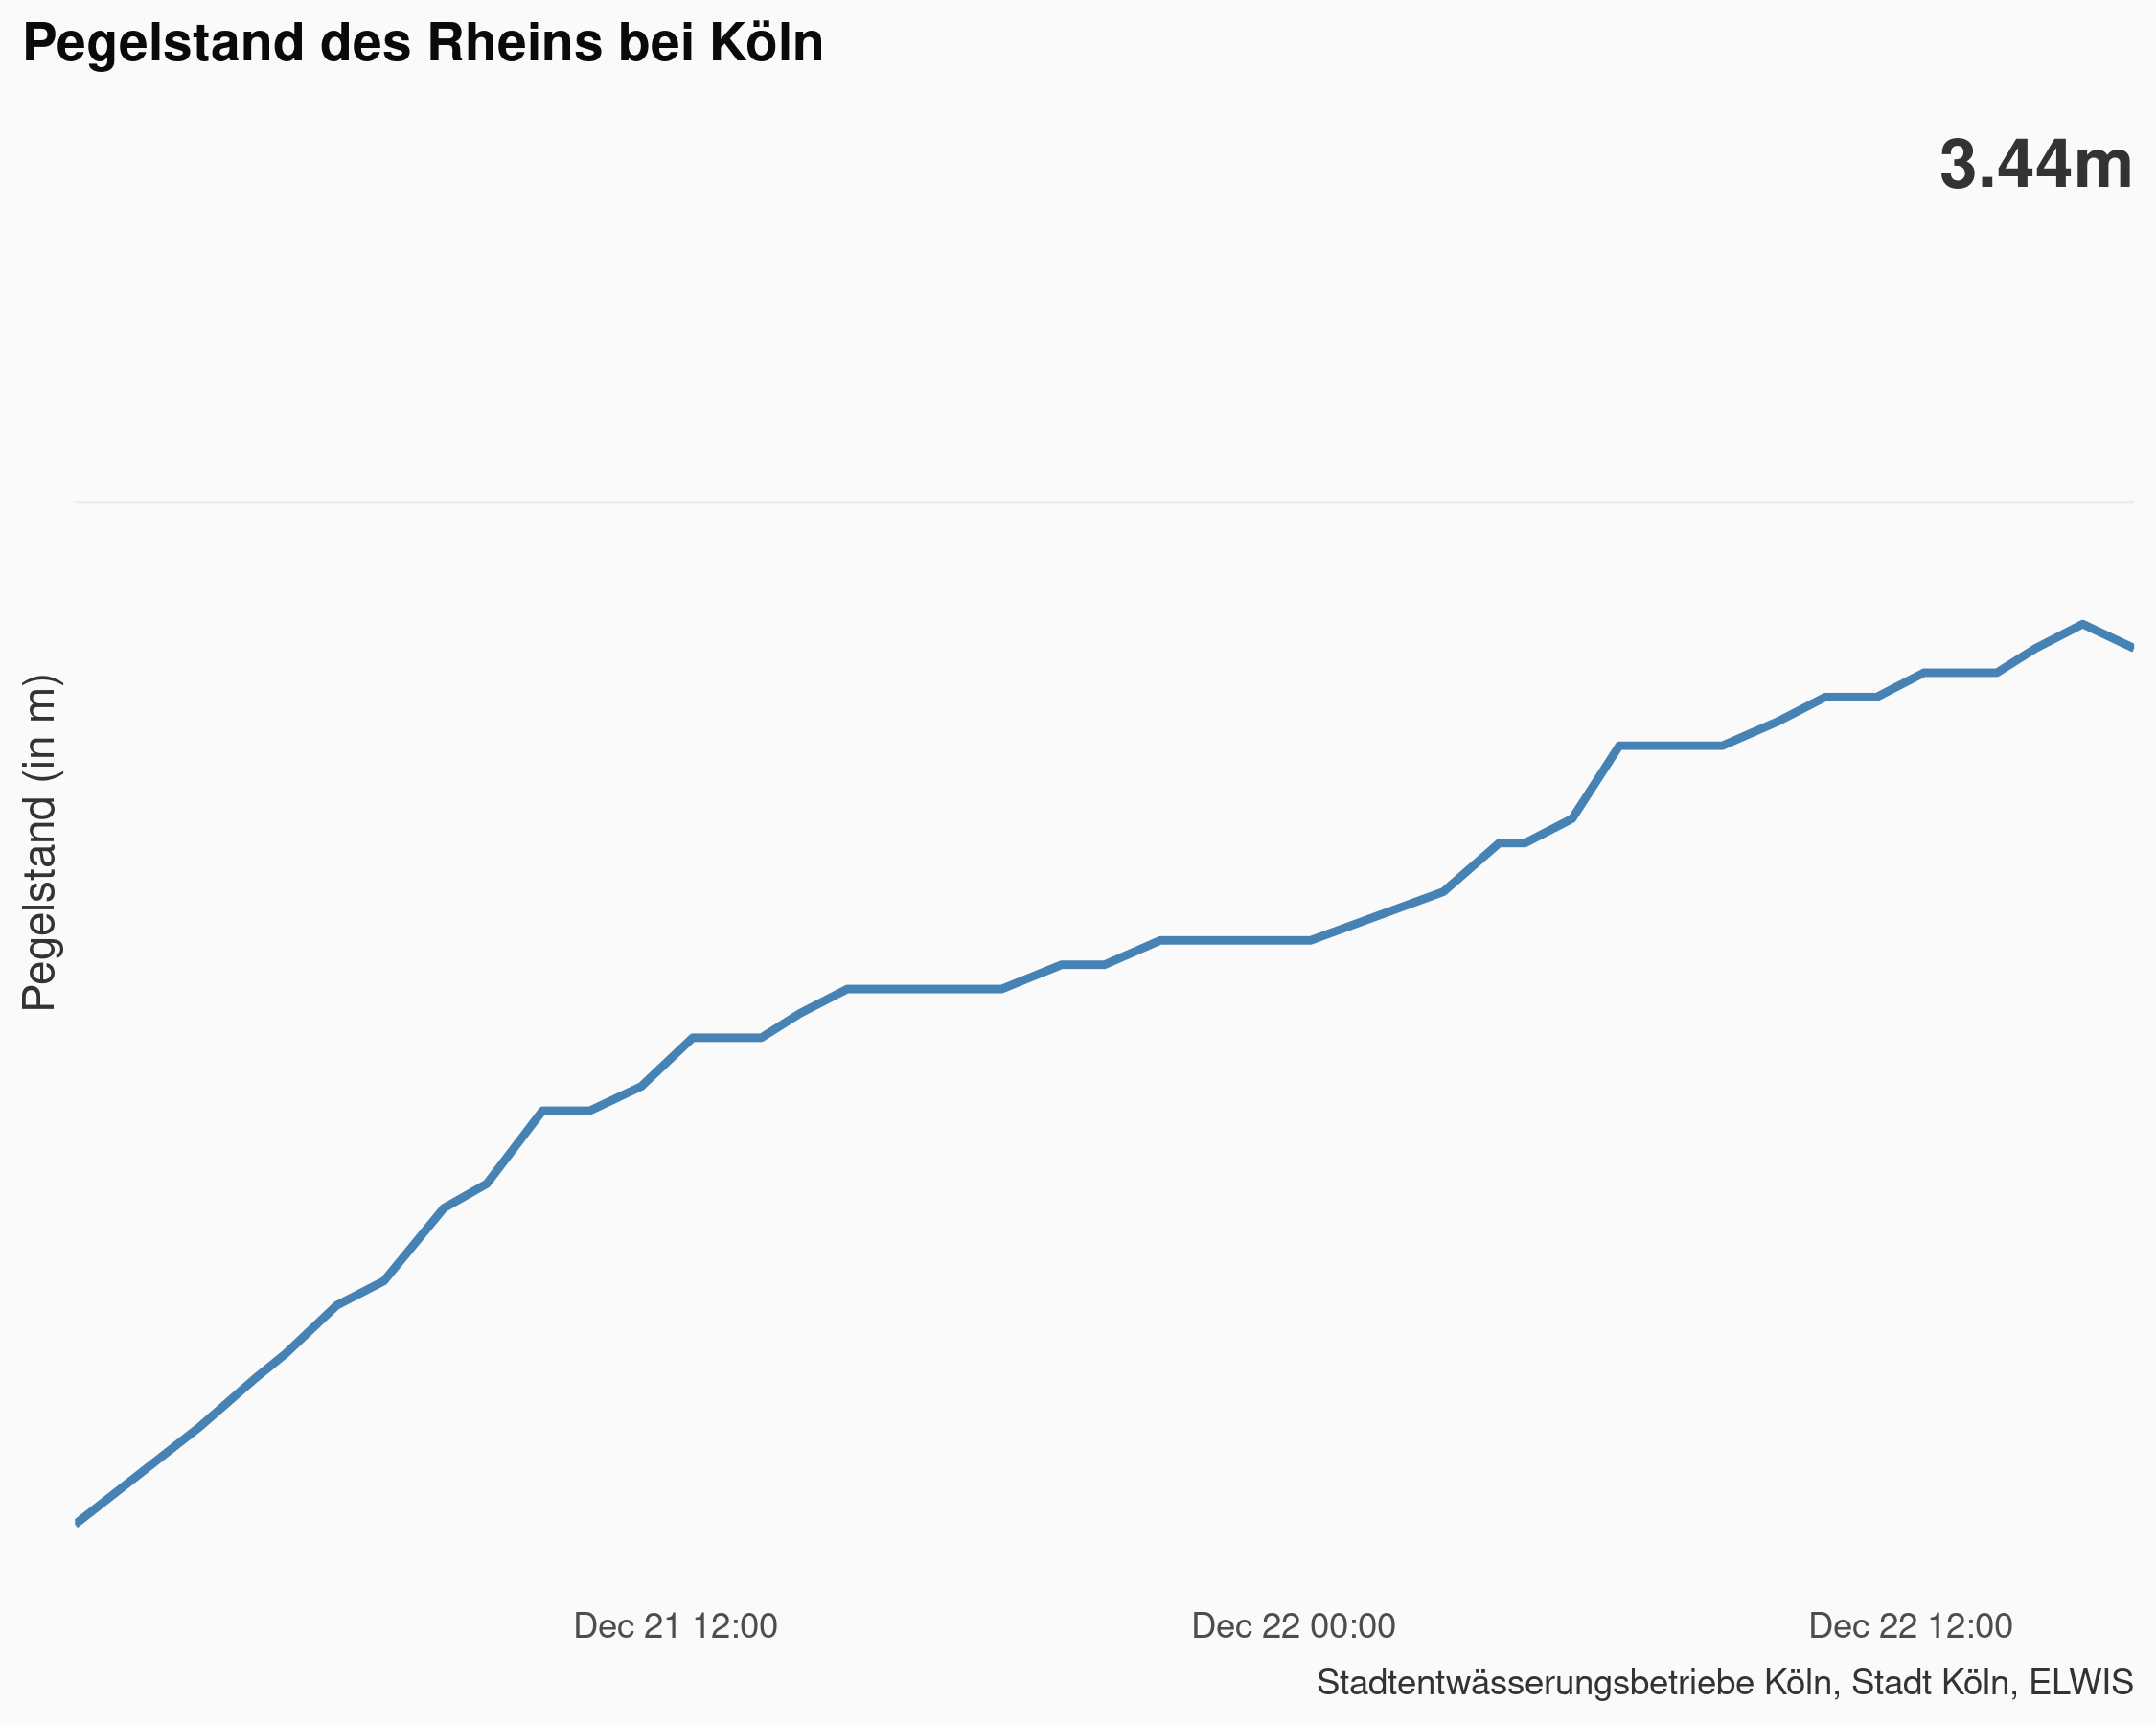 Pegelstand des Rheins bei Köln
3.44m
Pegelstand (in m)
Dec 21 12:00
Dec 22 00:00
Dec 22 12:00
Stadtentwässerungsbetriebe Köln, Stadt Köln, ELWIS